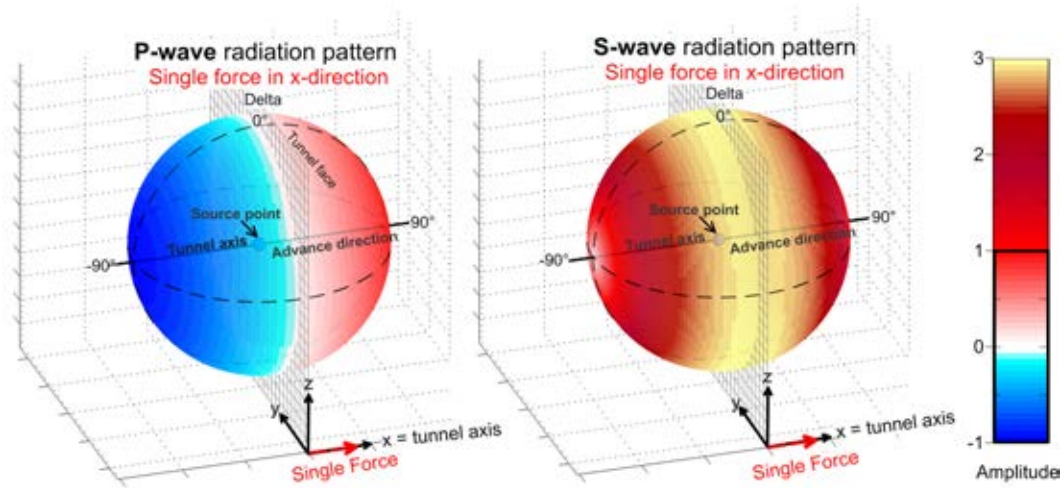 P-wave radiation pattern
Single force in x-direction
Delta
0°
Tunnel face
Source point
90°
Tunnel axis
Advance direction
-90°
z
y
x = tunnel axis
Single Force
S-wave radiation pattern
Single force in x-direction
Delta
0°
Source point
90°
Tunnel axis
Advance direction
-90°
z
y
x = tunnel axis
Single Force
3
2
1
0
-1
Amplitude